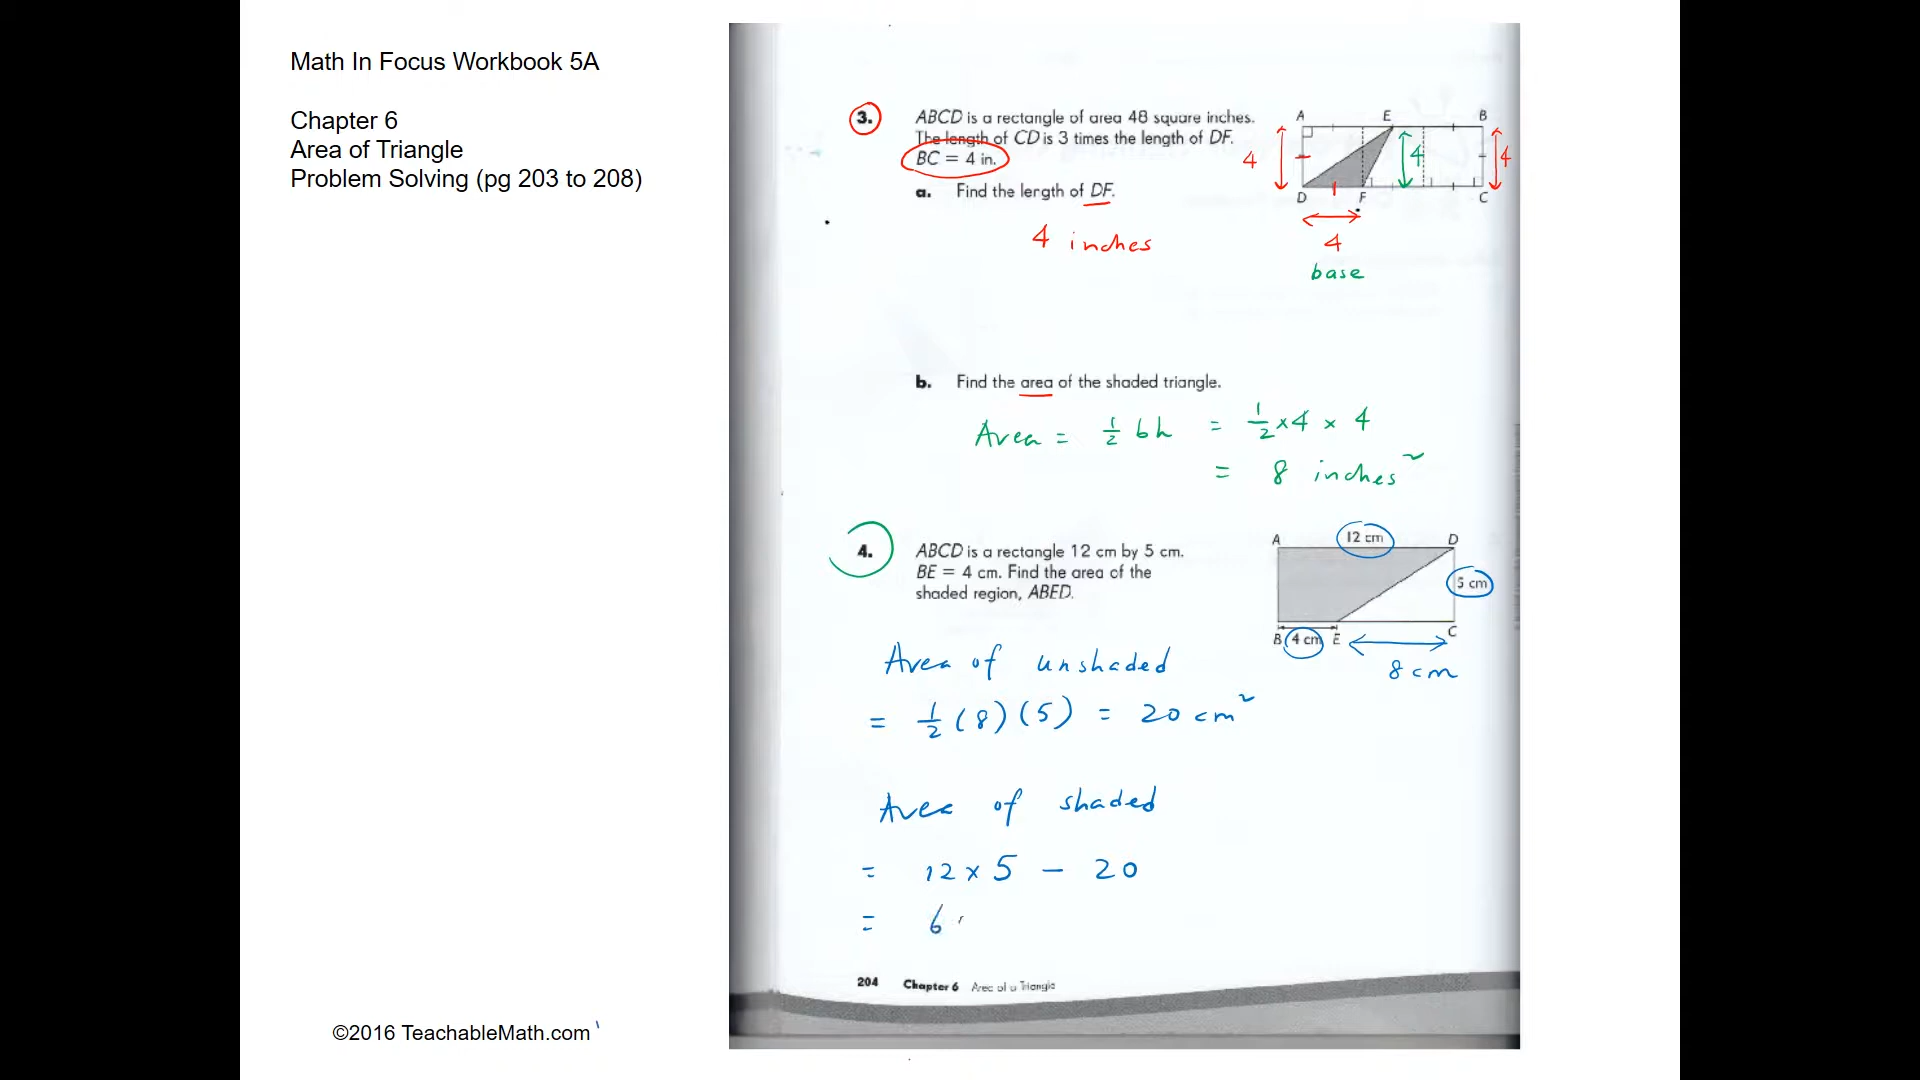 Math In Focus Workbook 5A
Chapter 6
Area of Triangle
Problem Solving (pg 203 to 208)
3. ABCD is a rectangle of area 48 square inches.
The length of CD is 3 times the length of DF.
BC = 4 in.
A E B
4 4 4
D F C
a. Find the length of DF.
4 inches
4
base
b. Find the area of the shaded triangle.
Area = 1/2 bh = 1/2 × 4 × 4
= 8 inches²
4. ABCD is a rectangle 12 cm by 5 cm.
BE = 4 cm. Find the area of the
shaded region, ABED.
A 12 cm D
5 cm
B 4 cm E C
8 cm
Area of unshaded
= 1/2 (8) (5) = 20 cm²
Area of shaded
= 12 × 5 − 20
= 6
204 Chapter 6 Area of a Triangle
©2016 TeachableMath.com